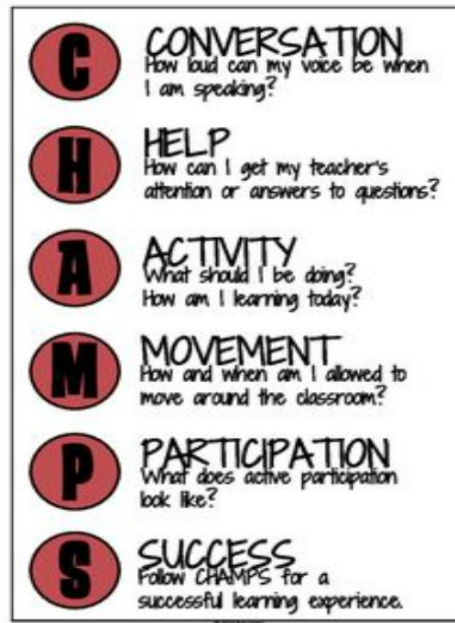 C CONVERSATION
How loud can my voice be when
I am speaking?
H HELP
How can I get my teacher's
attention or answers to questions?
A ACTIVITY
What should I be doing?
How am I learning today?
M MOVEMENT
How and when am I allowed to
move around the classroom?
P PARTICIPATION
What does active participation
look like?
S SUCCESS
Follow CHAMPS for a
successful learning experience.